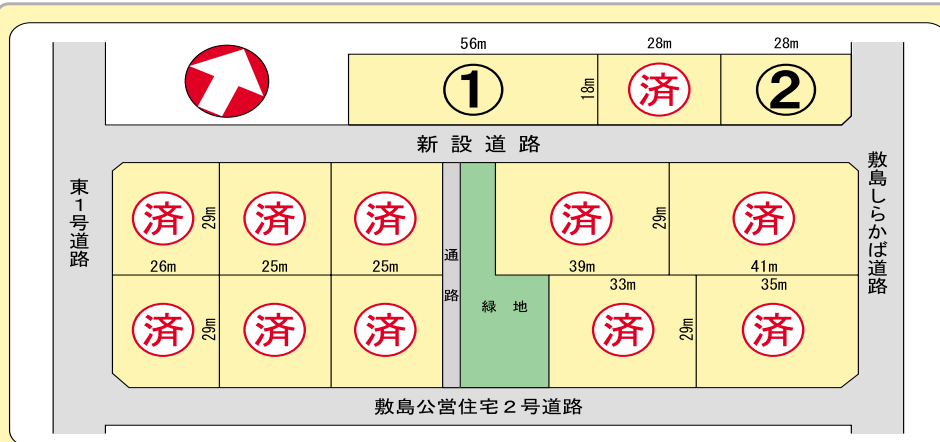 56m
28m
28m
①
18m
済
②
新設道路
東1号道路
敷島しらかば道路
済
29m
済
済
済
29m
済
26m
25m
25m
通路
39m
41m
緑地
33m
35m
済
29m
済
済
済
29m
済
敷島公営住宅2号道路